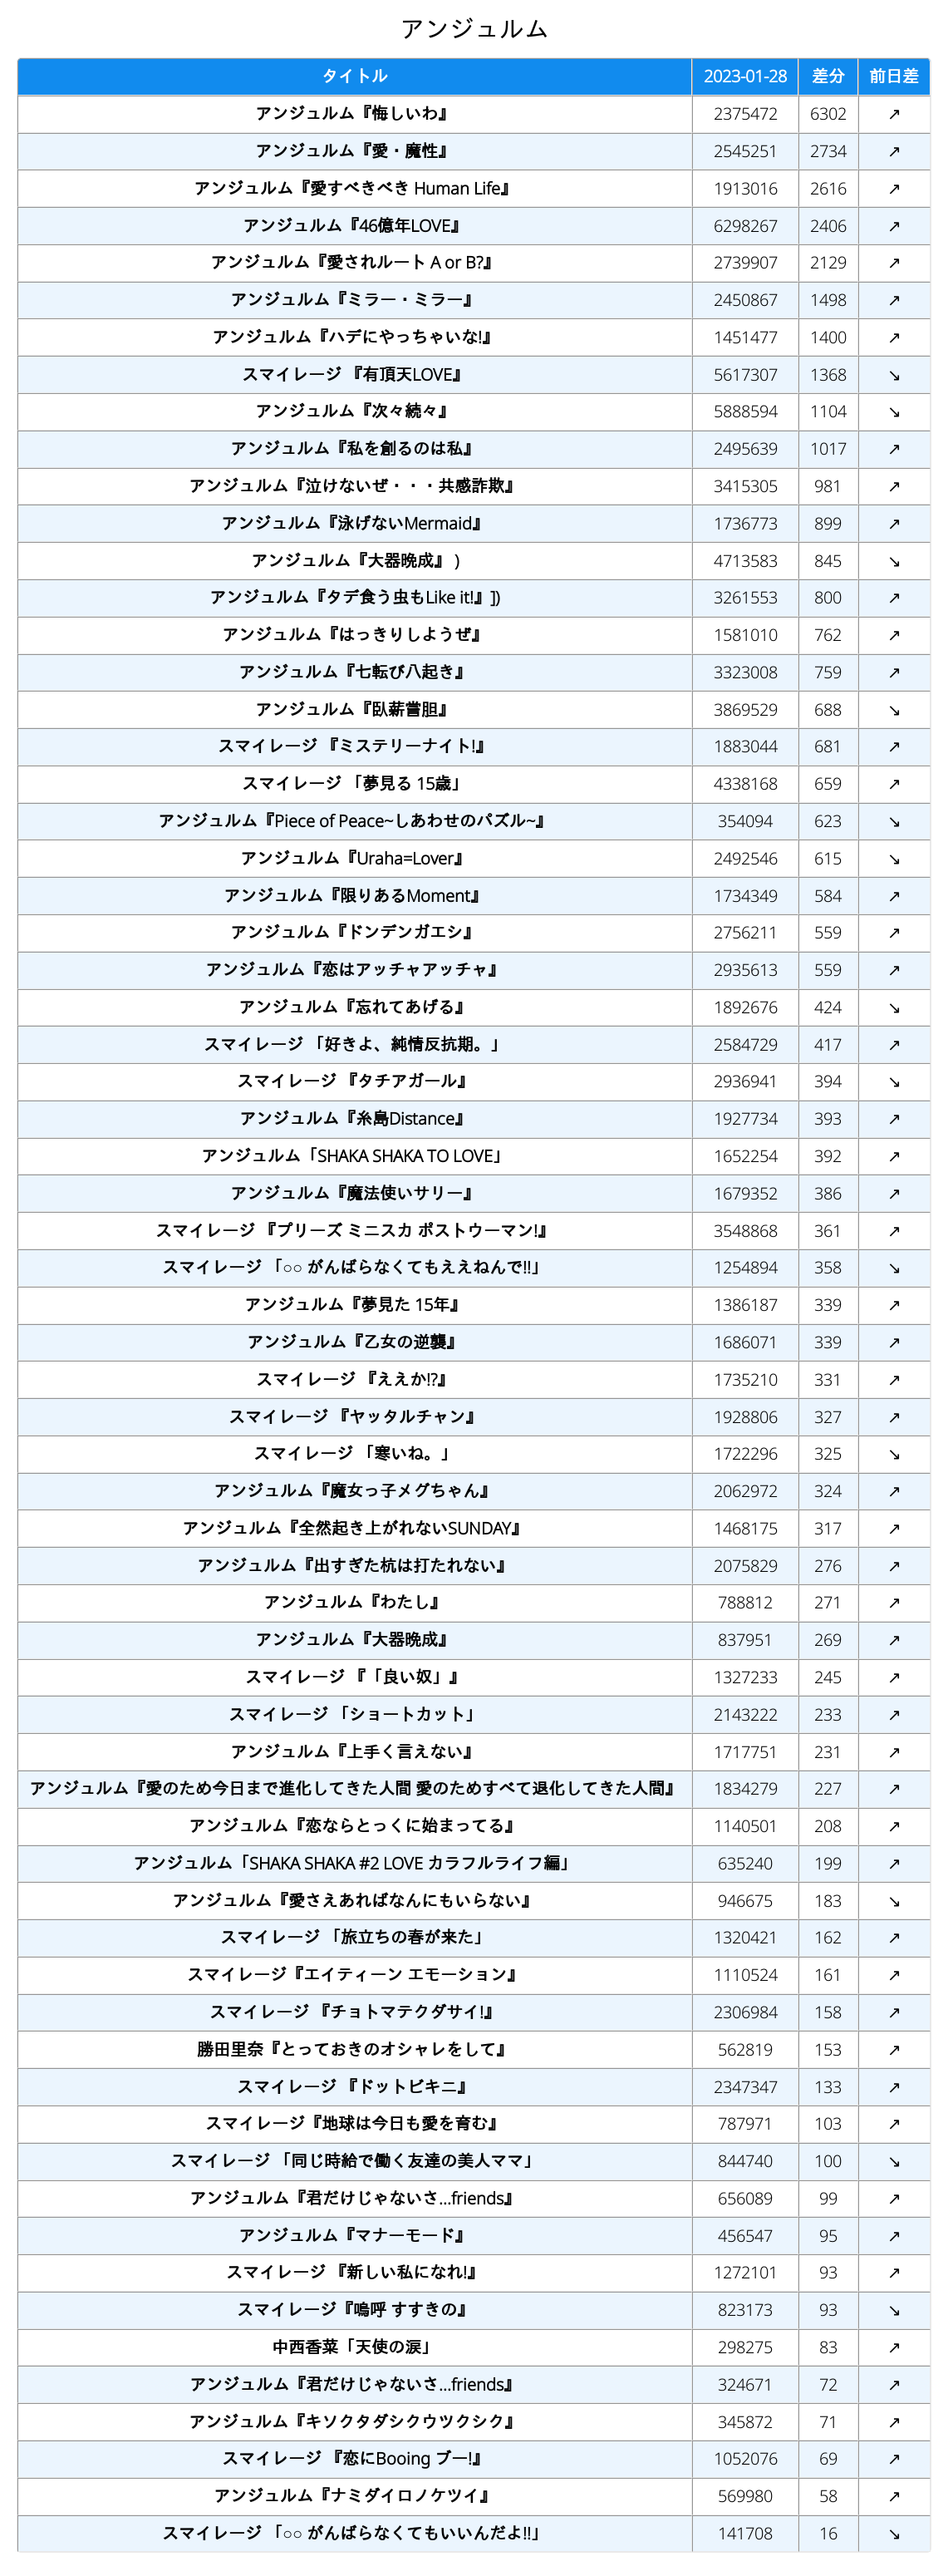 アンジュルム
タイトル 2023-01-28 差分 前日差
アンジュルム『悔しいわ』 2375472 6302 ↗
アンジュルム『愛・魔性』 2545251 2734 ↗
アンジュルム『愛すべきべき Human Life』 1913016 2616 ↗
アンジュルム『46億年LOVE』 6298267 2406 ↗
アンジュルム『愛されルート A or B?』 2739907 2129 ↗
アンジュルム『ミラー・ミラー』 2450867 1498 ↗
アンジュルム『ハデにやっちゃいな!』 1451477 1400 ↗
スマイレージ 『有頂天LOVE』 5617307 1368 ↘
アンジュルム『次々続々』 5888594 1104 ↘
アンジュルム『私を創るのは私』 2495639 1017 ↗
アンジュルム『泣けないぜ・・・共感詐欺』 3415305 981 ↗
アンジュルム『泳げないMermaid』 1736773 899 ↗
アンジュルム『大器晩成』 ) 4713583 845 ↘
アンジュルム『タデ食う虫もLike it!』]) 3261553 800 ↗
アンジュルム『はっきりしようぜ』 1581010 762 ↗
アンジュルム『七転び八起き』 3323008 759 ↗
アンジュルム『臥薪嘗胆』 3869529 688 ↘
スマイレージ 『ミステリーナイト!』 1883044 681 ↗
スマイレージ 「夢見る 15歳」 4338168 659 ↗
アンジュルム『Piece of Peace~しあわせのパズル~』 354094 623 ↘
アンジュルム『Uraha=Lover』 2492546 615 ↘
アンジュルム『限りあるMoment』 1734349 584 ↗
アンジュルム『ドンデンガエシ』 2756211 559 ↗
アンジュルム『恋はアッチャアッチャ』 2935613 559 ↗
アンジュルム『忘れてあげる』 1892676 424 ↘
スマイレージ 「好きよ、純情反抗期。」 2584729 417 ↗
スマイレージ 『タチアガール』 2936941 394 ↘
アンジュルム『糸島Distance』 1927734 393 ↗
アンジュルム「SHAKA SHAKA TO LOVE」 1652254 392 ↗
アンジュルム『魔法使いサリー』 1679352 386 ↗
スマイレージ 『プリーズ ミニスカ ポストウーマン!』 3548868 361 ↗
スマイレージ 「○○ がんばらなくてもええねんで!!」 1254894 358 ↘
アンジュルム『夢見た 15年』 1386187 339 ↗
アンジュルム『乙女の逆襲』 1686071 339 ↗
スマイレージ 『ええか!?』 1735210 331 ↗
スマイレージ 『ヤッタルチャン』 1928806 327 ↗
スマイレージ 「寒いね。」 1722296 325 ↘
アンジュルム『魔女っ子メグちゃん』 2062972 324 ↗
アンジュルム『全然起き上がれないSUNDAY』 1468175 317 ↗
アンジュルム『出すぎた杭は打たれない』 2075829 276 ↗
アンジュルム『わたし』 788812 271 ↗
アンジュルム『大器晩成』 837951 269 ↗
スマイレージ 『「良い奴」』 1327233 245 ↗
スマイレージ 「ショートカット」 2143222 233 ↗
アンジュルム『上手く言えない』 1717751 231 ↗
アンジュルム『愛のため今日まで進化してきた人間 愛のためすべて退化してきた人間』 1834279 227 ↗
アンジュルム『恋ならとっくに始まってる』 1140501 208 ↗
アンジュルム「SHAKA SHAKA #2 LOVE カラフルライフ編」 635240 199 ↗
アンジュルム『愛さえあればなんにもいらない』 946675 183 ↘
スマイレージ 「旅立ちの春が来た」 1320421 162 ↗
スマイレージ『エイティーン エモーション』 1110524 161 ↗
スマイレージ 『チョトマテクダサイ!』 2306984 158 ↗
勝田里奈『とっておきのオシャレをして』 562819 153 ↗
スマイレージ 『ドットビキニ』 2347347 133 ↗
スマイレージ『地球は今日も愛を育む』 787971 103 ↗
スマイレージ 「同じ時給で働く友達の美人ママ」 844740 100 ↘
アンジュルム『君だけじゃないさ...friends』 656089 99 ↗
アンジュルム『マナーモード』 456547 95 ↗
スマイレージ 『新しい私になれ!』 1272101 93 ↗
スマイレージ『嗚呼 すすきの』 823173 93 ↘
中西香菜「天使の涙」 298275 83 ↗
アンジュルム『君だけじゃないさ...friends』 324671 72 ↗
アンジュルム『キソクタダシクウツクシク』 345872 71 ↗
スマイレージ 『恋にBooing ブー!』 1052076 69 ↗
アンジュルム『ナミダイロノケツイ』 569980 58 ↗
スマイレージ 「○○ がんばらなくてもいいんだよ!!」 141708 16 ↘